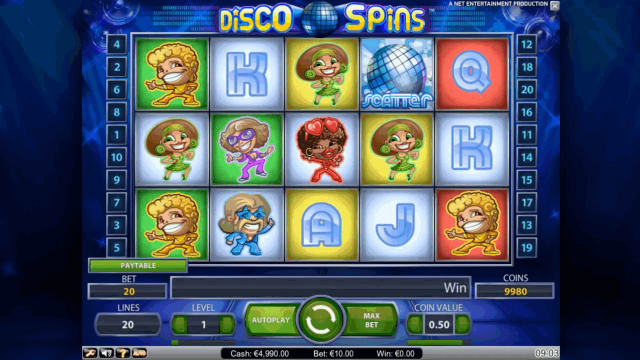 A NET ENTERTAINMENT PRODUCTION
DiSCO SPiNS
4 12
2 K SCATTER Q 18
6 20
8 16
1 K 11
10 14
9 15
7 17
3 A J 13
5 19
PAYTABLE
BET Win COINS
20 9980
LINES LEVEL AUTOPLAY MAX BET COIN VALUE
20 1 0.50
Cash: €4,990.00 Bet: €10.00 Win: €0.00 09:03